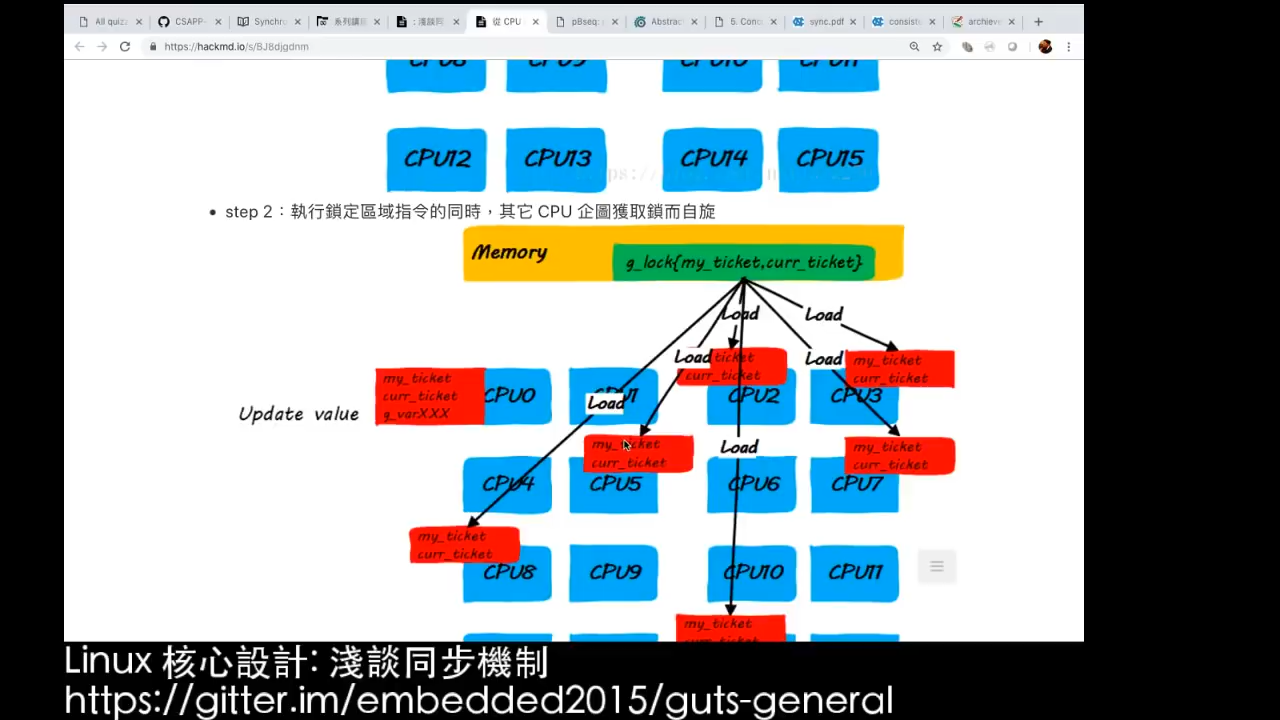 All quiz
CSAPP-
Synchro
系列講
: 淺談同
從 CPU
pBseq: 
Abstrac
5. Conc
sync.pdf
consist
archieve
https://hackmd.io/s/BJ8djgdnm
CPU12 CPU13 CPU14 CPU15
step 2：執行鎖定區域指令的同時，其它 CPU 企圖獲取鎖而自旋
Memory
g_lock{my_ticket,curr_ticket}
Load
Load
Load
ticket
curr_ticket
Load
my_ticket
curr_ticket
my_ticket
curr_ticket
g_varXXX
CPU0
CPU2
CPU3
Load
Update value
my_ticket
curr_ticket
Load
my_ticket
curr_ticket
CPU4 CPU5 CPU6 CPU7
my_ticket
curr_ticket
CPU8 CPU9 CPU10 CPU11
my_ticket
curr_ticket
Linux 核心設計: 淺談同步機制
https://gitter.im/embedded2015/guts-general